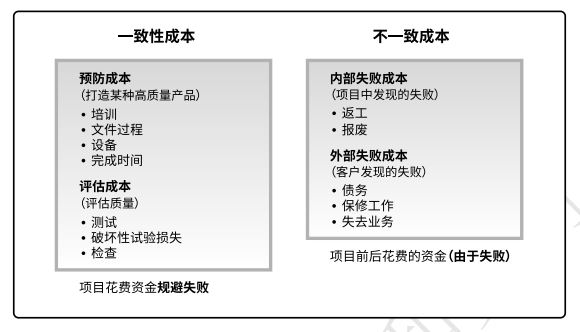 一致性成本
预防成本
（打造某种高质量产品）
• 培训
• 文件过程
• 设备
• 完成时间
评估成本
（评估质量）
• 测试
• 破坏性试验损失
• 检查
项目花费资金规避失败
不一致成本
内部失败成本
（项目中发现的失败）
• 返工
• 报废
外部失败成本
（客户发现的失败）
• 债务
• 保修工作
• 失去业务
项目前后花费的资金（由于失败）